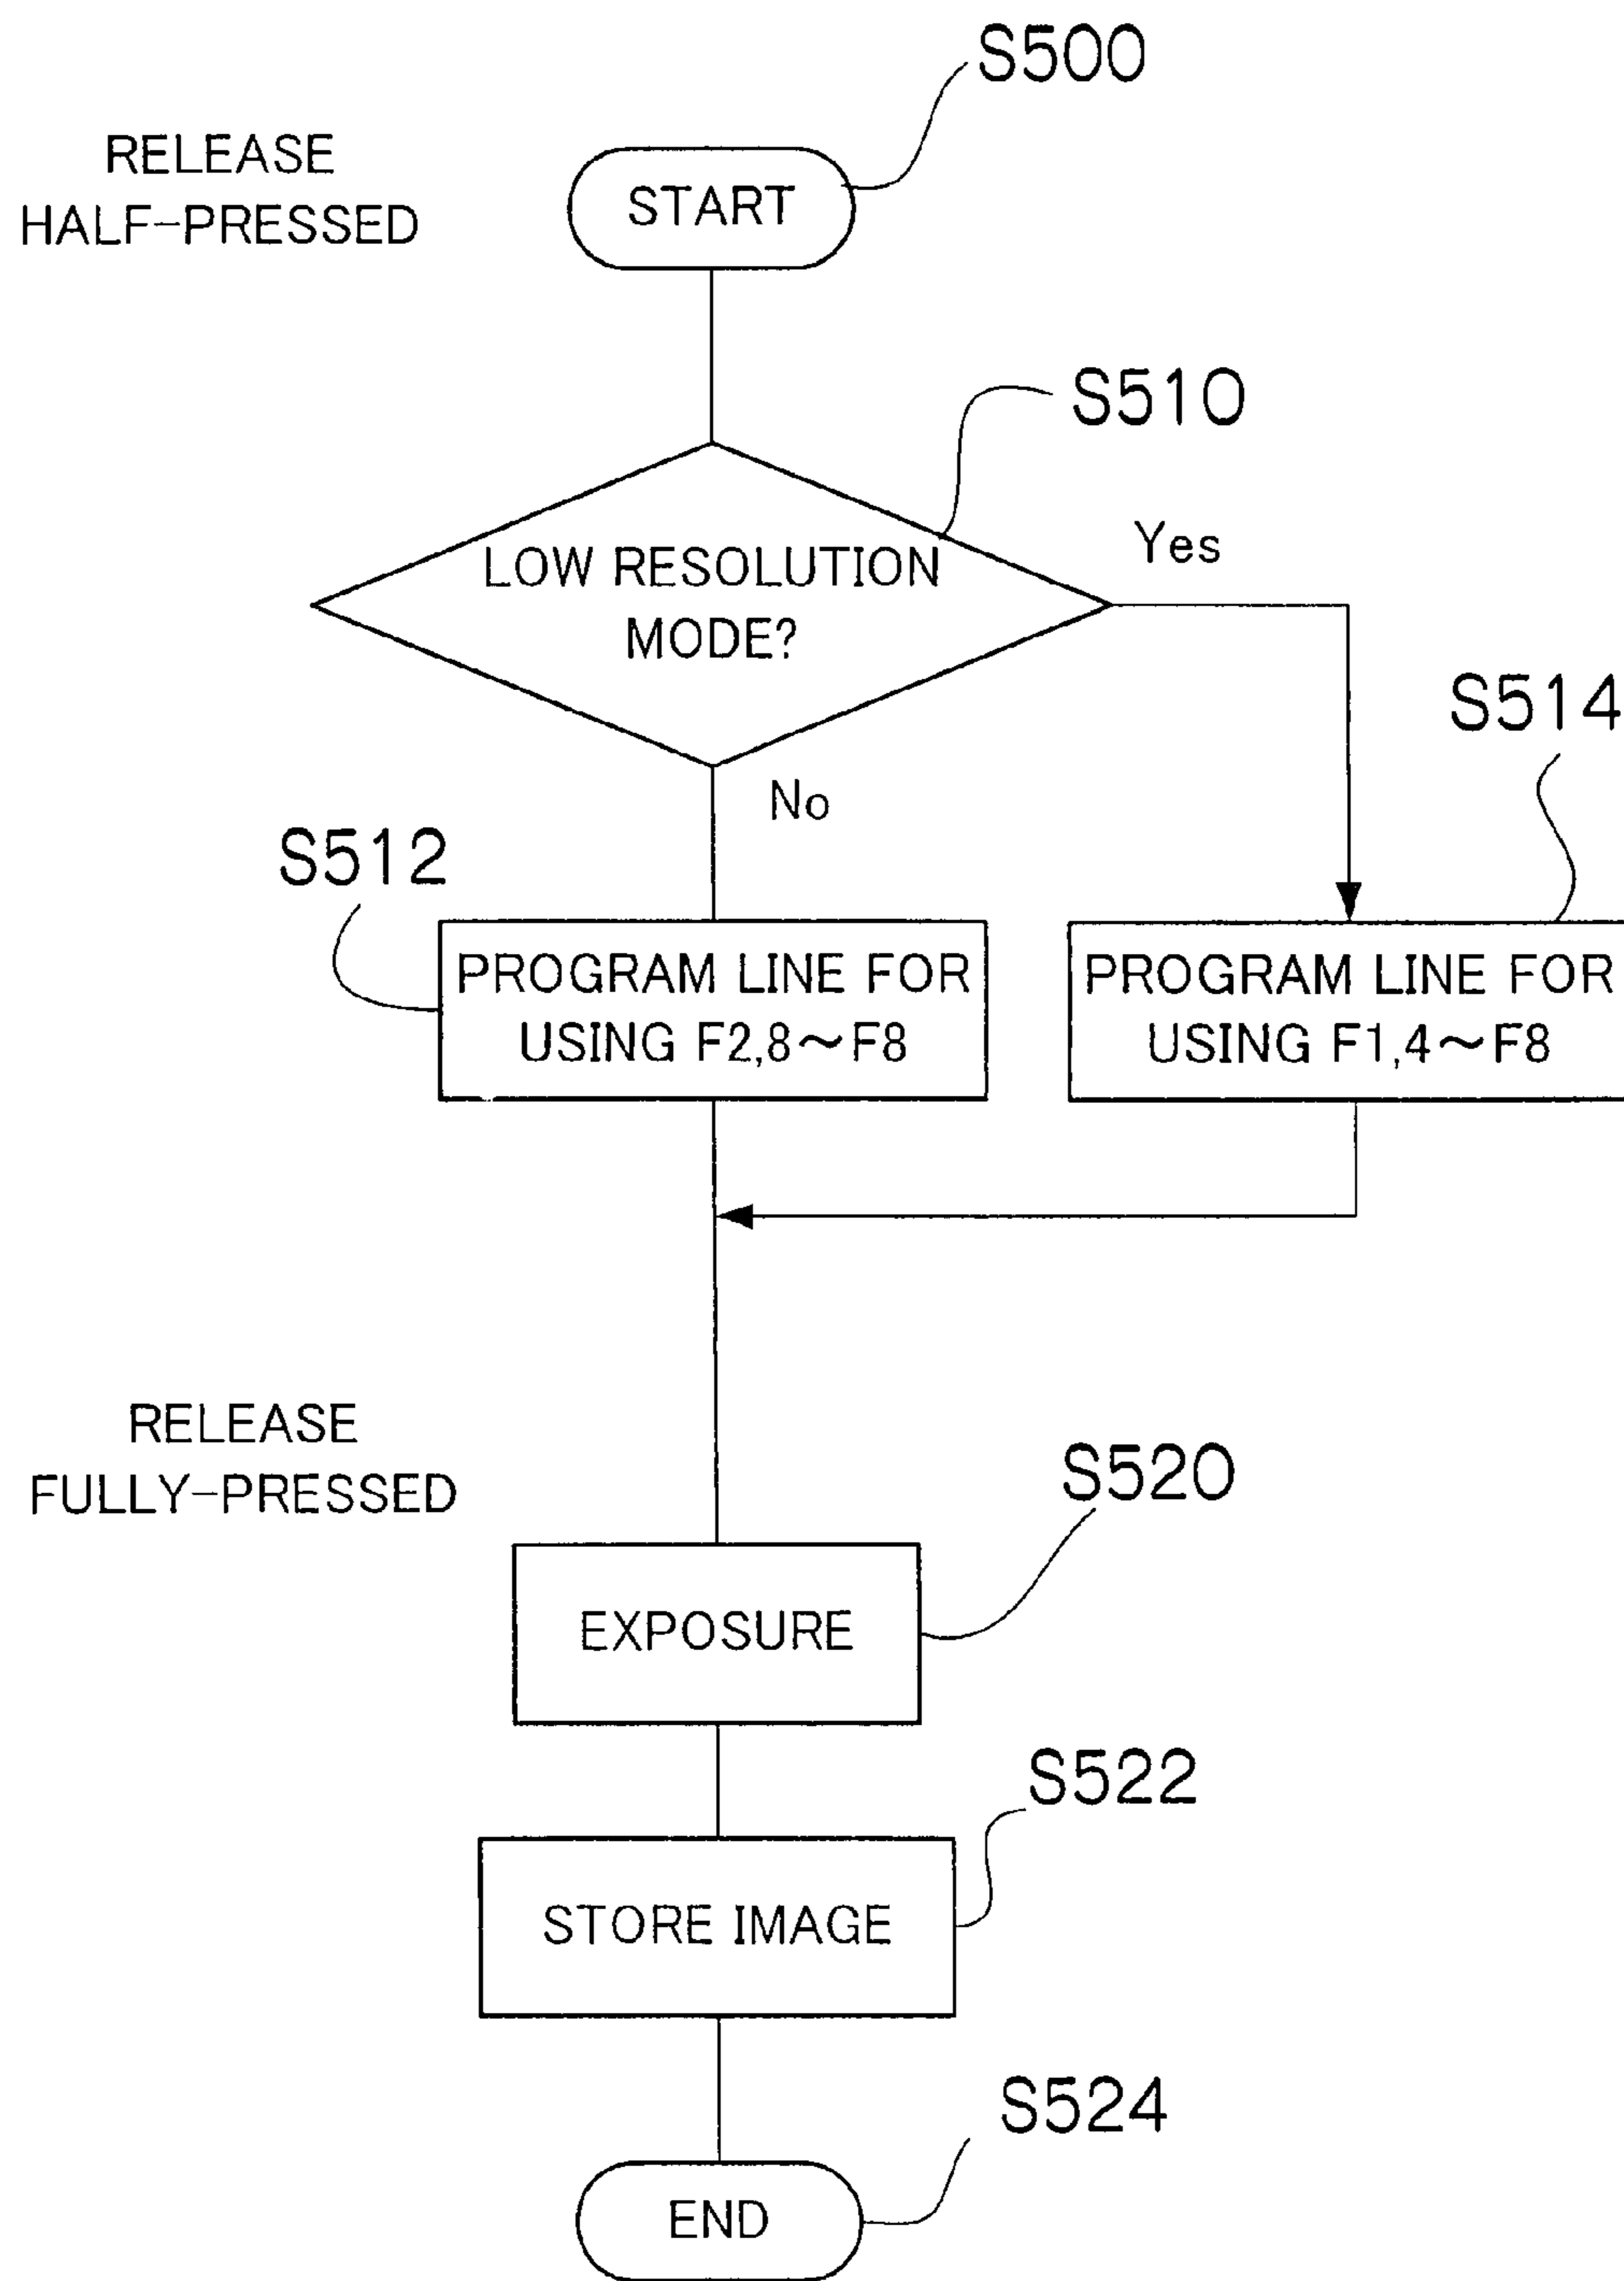 S500
RELEASE
HALF-PRESSED
START
S510
LOW RESOLUTION
MODE?
Yes
No
S514
S512
PROGRAM LINE FOR
USING F2,8~F8
PROGRAM LINE FOR
USING F1,4~F8
RELEASE
FULLY-PRESSED
S520
EXPOSURE
S522
STORE IMAGE
S524
END